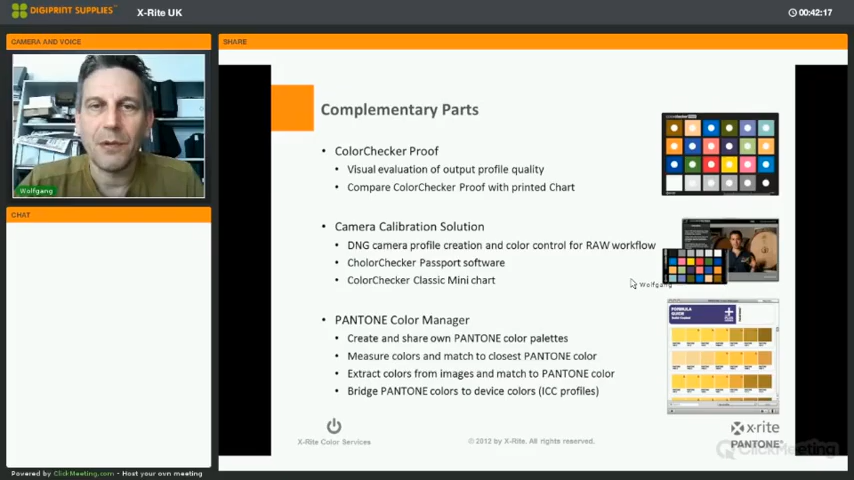 DIGIPRINT SUPPLIES
X-Rite UK
00:42:17
CAMERA AND VOICE
SHARE
Wolfgang
CHAT
Complementary Parts
• ColorChecker Proof
• Visual evaluation of output profile quality
• Compare ColorChecker Proof with printed Chart
• Camera Calibration Solution
• DNG camera profile creation and color control for RAW workflow
• CholorChecker Passport software
• ColorChecker Classic Mini chart
Wolfgang
• PANTONE Color Manager
• Create and share own PANTONE color palettes
• Measure colors and match to closest PANTONE color
• Extract colors from images and match to PANTONE color
• Bridge PANTONE colors to device colors (ICC profiles)
FORMULA
GUIDE
X-Rite Color Services
© 2012 by X-Rite. All rights reserved.
x-rite
PANTONE
ClickMeeting
Powered by ClickMeeting.com - Host your own meeting